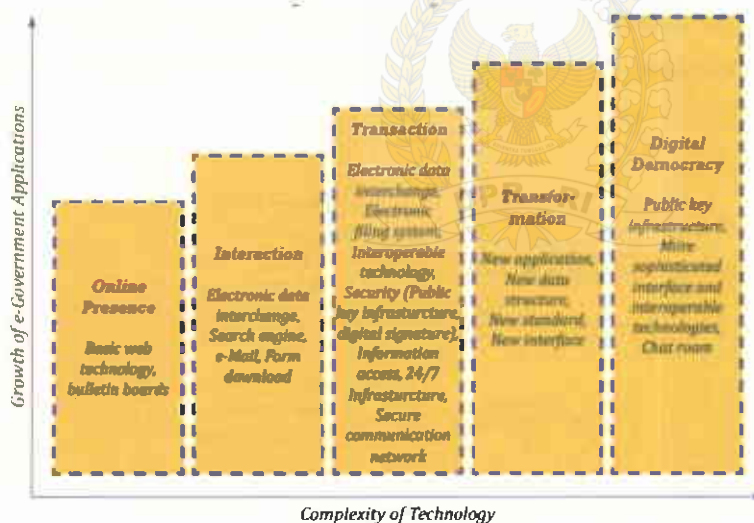 Growth of e-Government Applications
Online
Presence
Basic web
technology,
bulletin boards
Interaction
Electronic data
interchange,
Search engine,
e-Mail, Form
download
Transaction
Electronic data
interchange,
Electronic
filing system,
Interoperable
technology,
Security (Public
key infrasturcture,
digital signature),
Information
access, 24/7
Infrasturcture,
Secure
communication
network
Transfor-
mation
New application,
New data
structure,
New standard,
New interface
Digital
Democracy
Public key
infrastructure,
More
sophisticated
interface and
interoperable
technologies,
Chat room
DPR-RI
Complexity of Technology